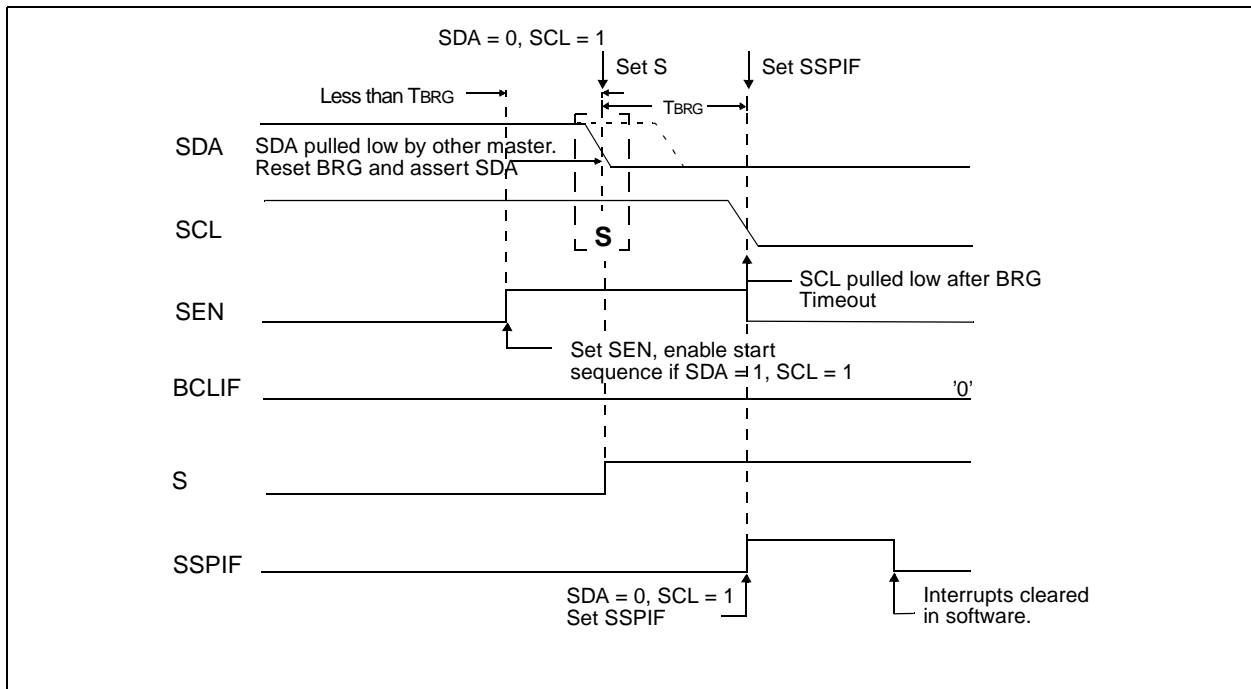 SDA = 0, SCL = 1
Set S
Set SSPIF
Less than TBRG
TBRG
SDA
SDA pulled low by other master.
Reset BRG and assert SDA
SCL
S
SCL pulled low after BRG
Timeout
SEN
Set SEN, enable start
sequence if SDA = 1, SCL = 1
BCLIF
'0'
S
SSPIF
SDA = 0, SCL = 1
Set SSPIF
Interrupts cleared
in software.